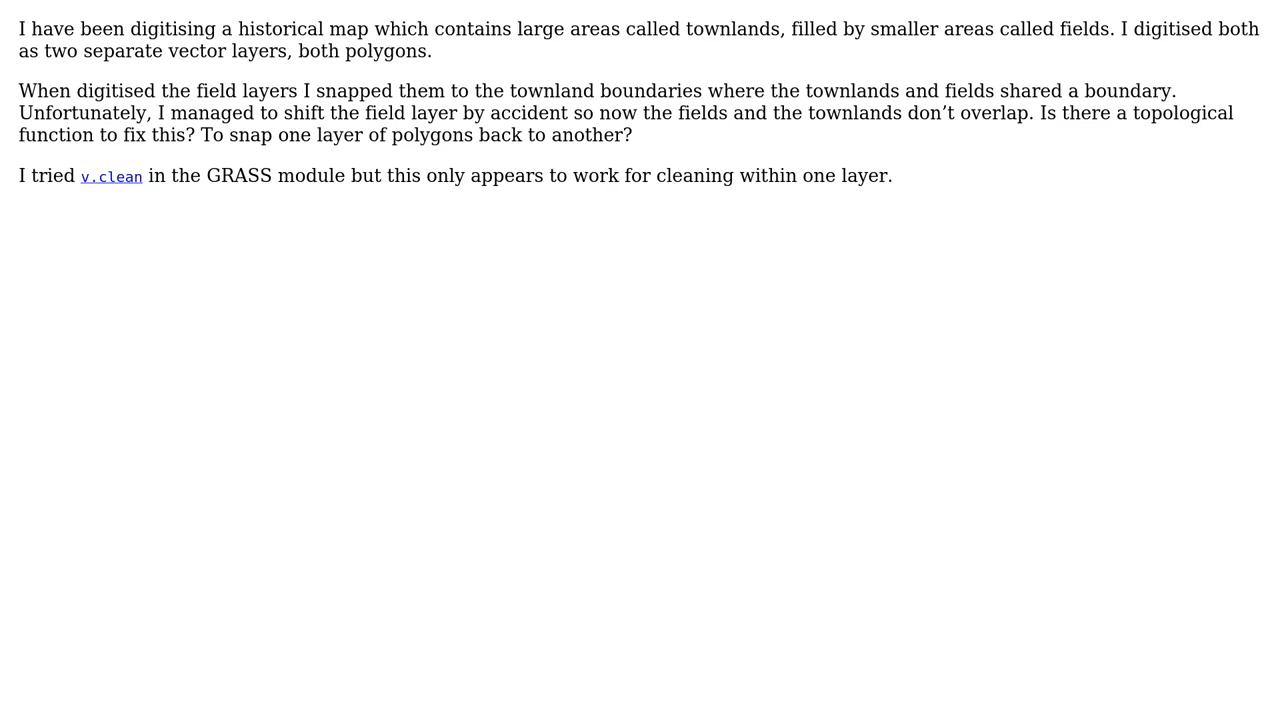 I have been digitising a historical map which contains large areas called townlands, filled by smaller areas called fields. I digitised both
as two separate vector layers, both polygons.
When digitised the field layers I snapped them to the townland boundaries where the townlands and fields shared a boundary.
Unfortunately, I managed to shift the field layer by accident so now the fields and the townlands don’t overlap. Is there a topological
function to fix this? To snap one layer of polygons back to another?
I tried v.clean in the GRASS module but this only appears to work for cleaning within one layer.